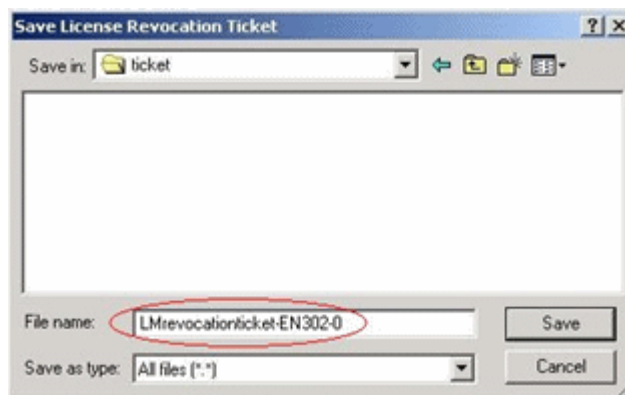 Save License Revocation Ticket
Save in: ticket
File name: LMrevocationticket-EN302-0 Save
Save as type: All files (*.*) Cancel